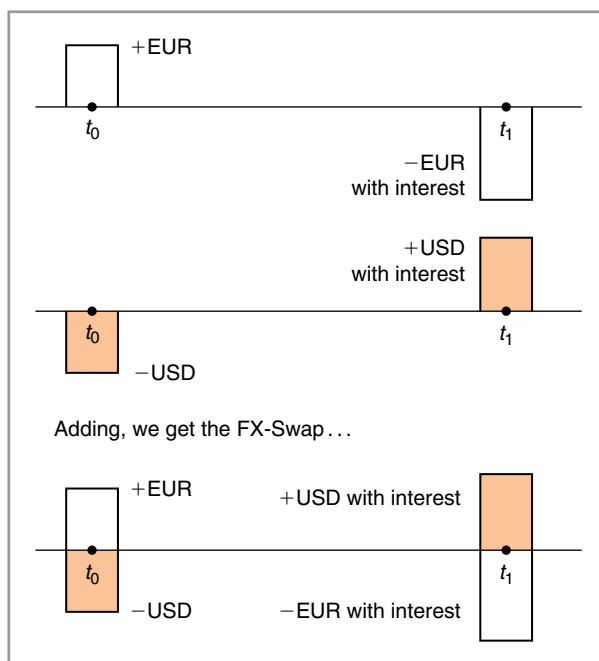 +EUR
t0
t1
−EUR
with interest
+USD
with interest
t0
t1
−USD
Adding, we get the FX-Swap...
+EUR
+USD with interest
t0
t1
−USD
−EUR with interest